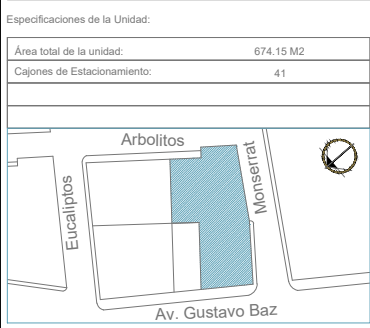 Especificaciones de la Unidad:
Área total de la unidad: 674.15 M2
Cajones de Estacionamiento: 41
Arbolitos
Monserrat
Eucaliptos
Av. Gustavo Baz